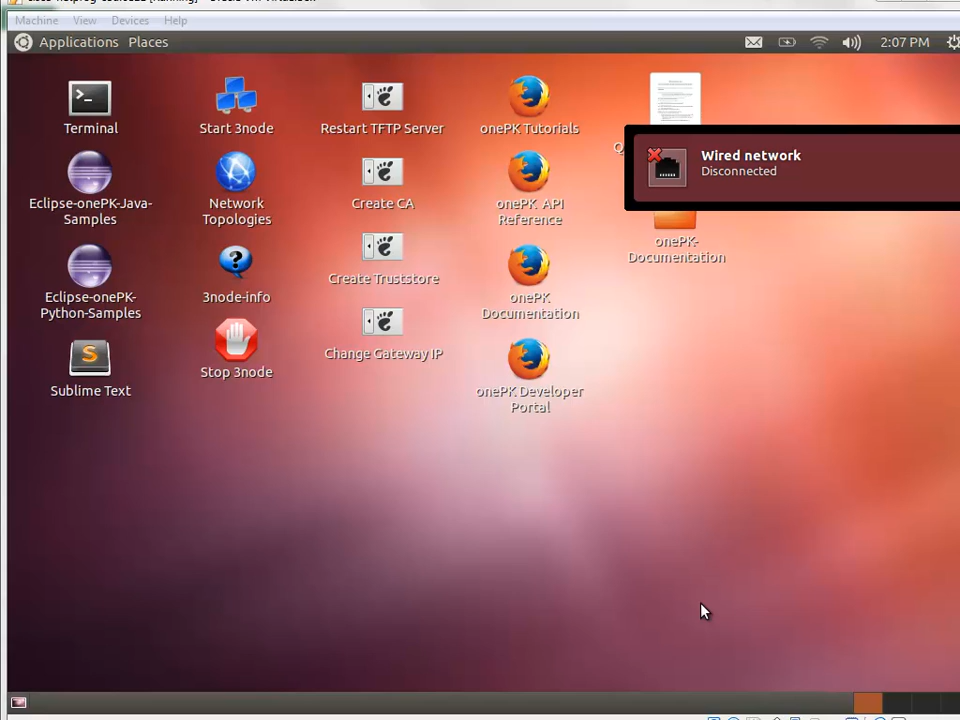 Machine View Devices Help
Applications Places 2:07 PM
Terminal
Start 3node
Restart TFTP Server
onePK Tutorials
Wired network
Disconnected
Eclipse-onePK-Java-
Samples
Network
Topologies
Create CA
onePK API
Reference
onePK-
Documentation
Eclipse-onePK-
Python-Samples
3node-info
Create Truststore
onePK
Documentation
Sublime Text
Stop 3node
Change Gateway IP
onePK Developer
Portal